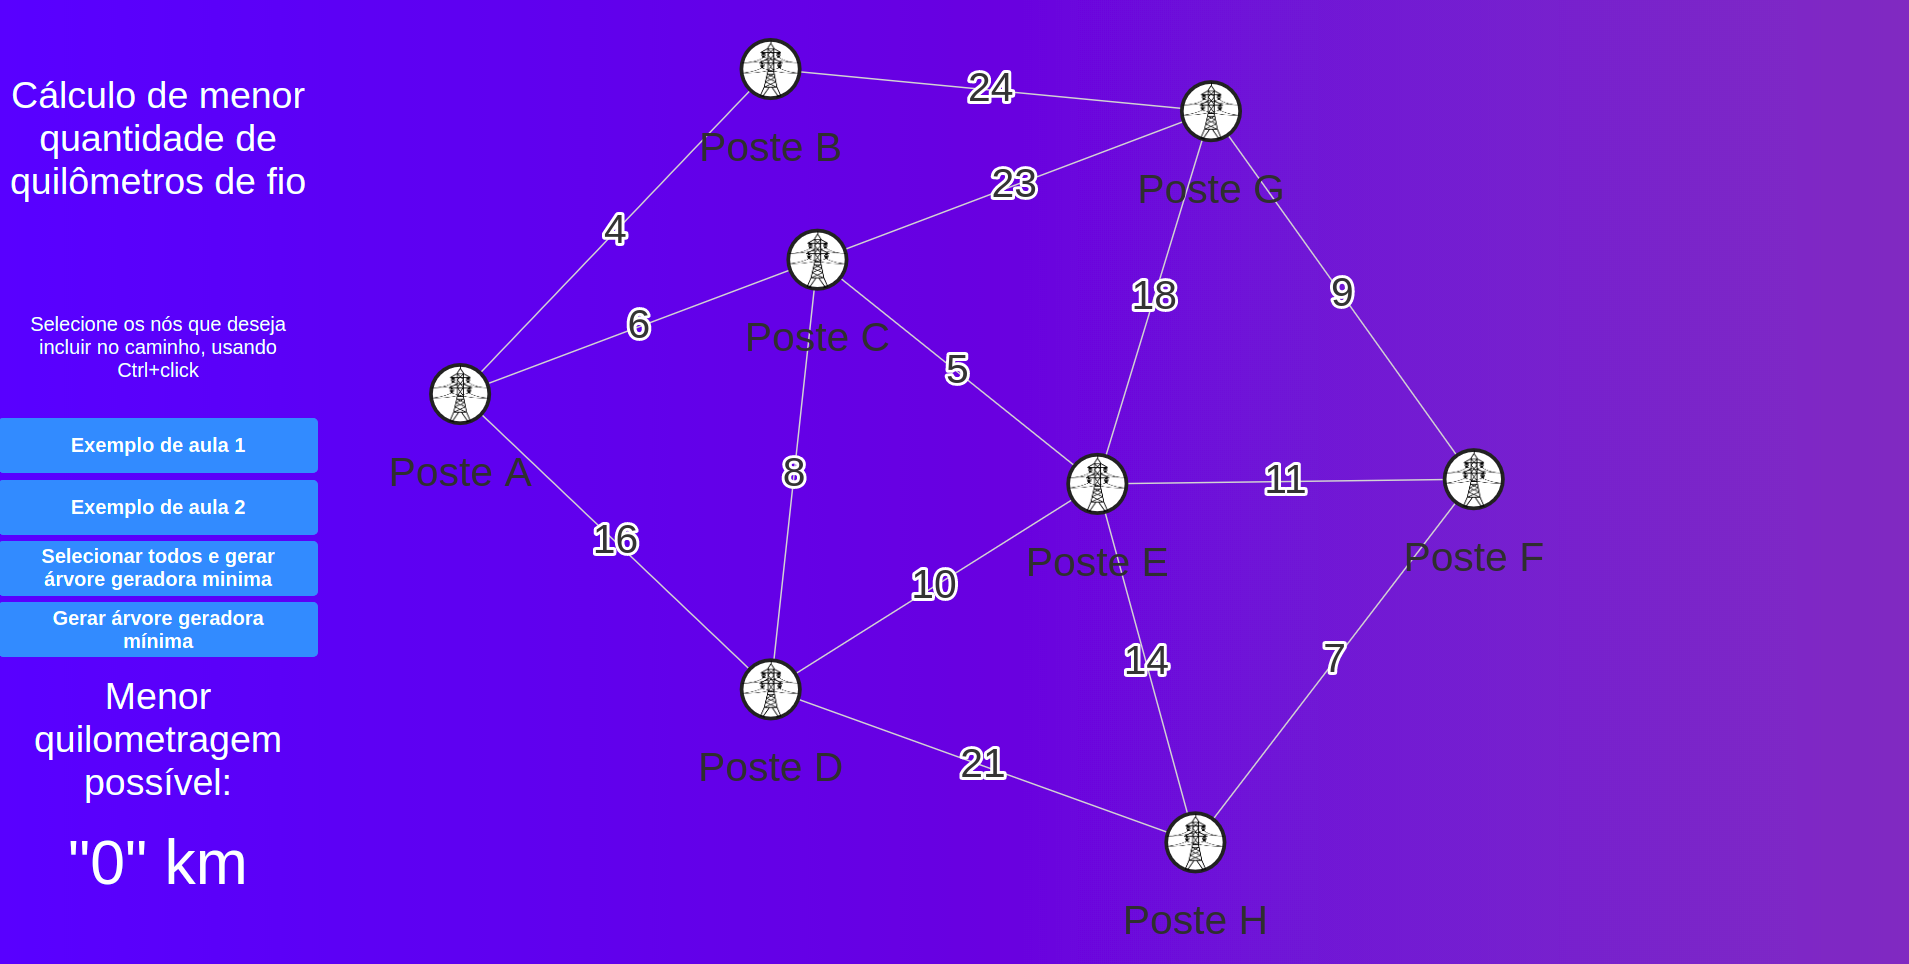 Cálculo de menor
quantidade de
quilômetros de fio
Selecione os nós que deseja
incluir no caminho, usando
Ctrl+click
Exemplo de aula 1
Exemplo de aula 2
Selecionar todos e gerar
árvore geradora minima
Gerar árvore geradora
mínima
Menor
quilometragem
possível:
"0" km
24
Poste B
23
Poste G
4
6
Poste C
18
9
5
Poste A
8
16
11
10
Poste E
Poste F
14
7
21
Poste D
Poste H